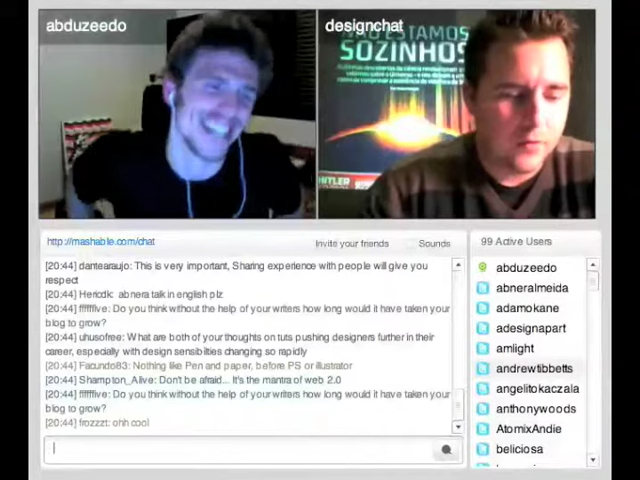 abduzeedo
designchat
NÃO ESTAMOS
SOZINHOS
http://mashable.com/chat
Invite your friends
Sounds
99 Active Users
[20:44] dantearaujo: This is very important, Sharing experience with people will give you
respect
[20:44] Hericdk: abnera talk in english plz
[20:44] ffffffive: Do you think without the help of your writers how long would it have taken your
blog to grow?
[20:44] uhusofree: What are both of your thoughts on tuts pushing designers further in their
career, especially with design sensibilties changing so rapidly
[20:44] Facundo83: Nothing like Pen and paper, before PS or illustrator
[20:44] Shampton_Alive: Don't be afraid... It's the mantra of web 2.0
[20:44] ffffffive: Do you think without the help of your writers how long would it have taken your
blog to grow?
[20:44] frozzzt: ohh cool
abduzeedo
abneralmeida
adamokane
adesignapart
amlight
andrewtibbetts
angelitokaczala
anthonywoods
AtomixAndie
beliciosa